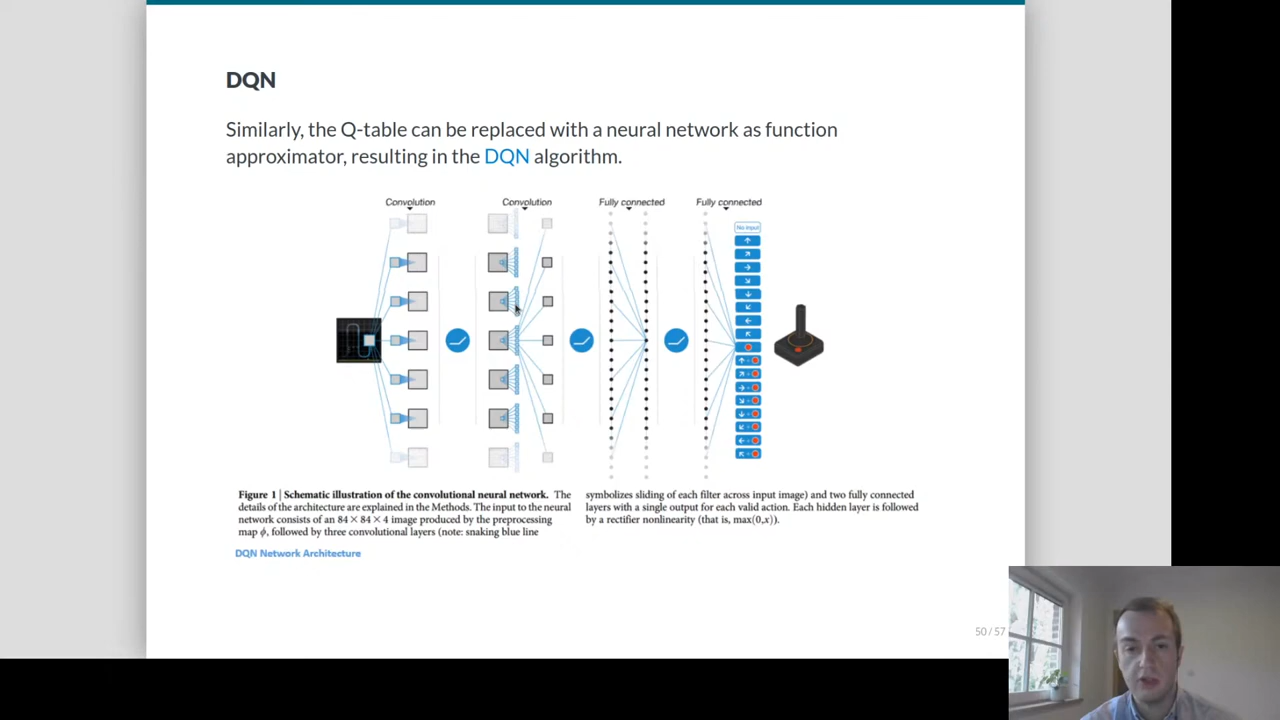 DQN
Similarly, the Q-table can be replaced with a neural network as function
approximator, resulting in the DQN algorithm.
Convolution
Convolution
Fully connected
Fully connected
No input
Figure 1 | Schematic illustration of the convolutional neural network. The
details of the architecture are explained in the Methods. The input to the neural
network consists of an 84 × 84 × 4 image produced by the preprocessing
map ϕ, followed by three convolutional layers (note: snaking blue line
symbolizes sliding of each filter across input image) and two fully connected
layers with a single output for each valid action. Each hidden layer is followed
by a rectifier nonlinearity (that is, max(0,x)).
DQN Network Architecture
50 / 57